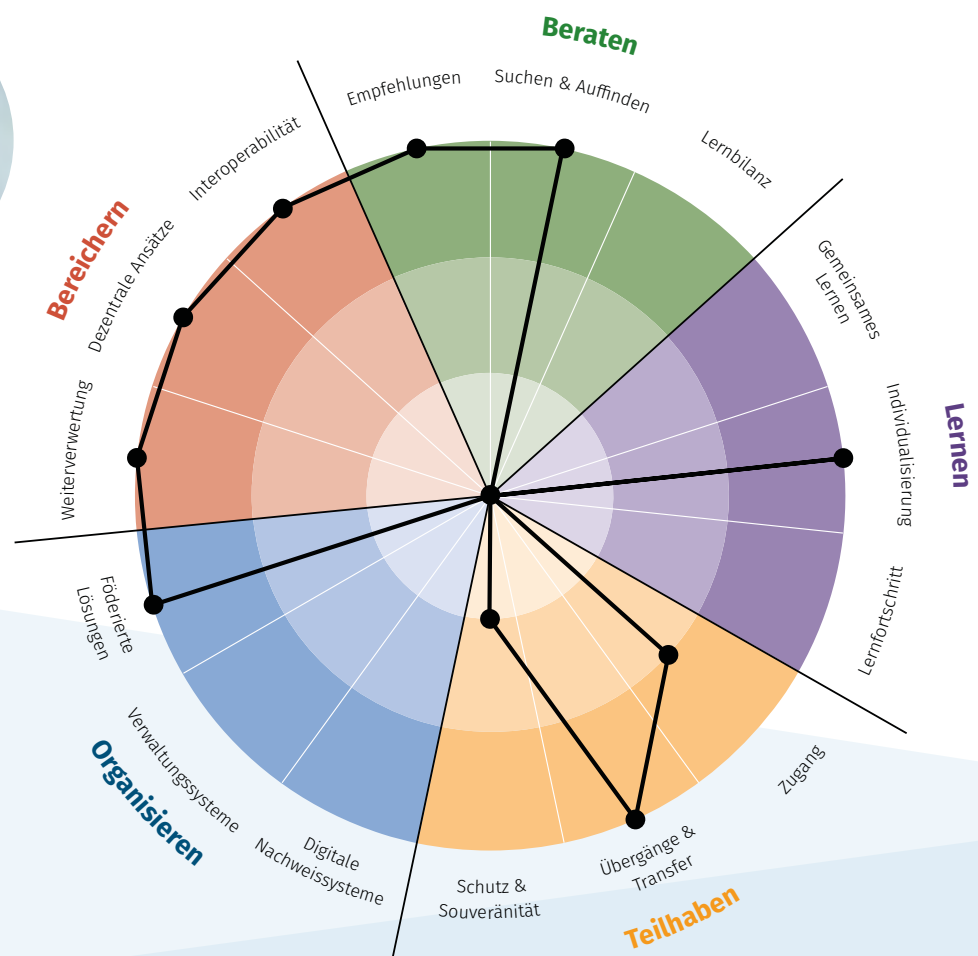 Beraten
Empfehlungen
Suchen & Auffinden
Lernbilanz
Lernen
Gemeinsames
Lernen
Individualisierung
Lernfortschritt
Teilhaben
Zugang
Übergänge &
Transfer
Schutz &
Souveränität
Organisieren
Digitale
Nachweissysteme
Verwaltungssysteme
Föderierte
Lösungen
Bereichern
Weiterverwertung
Dezentrale Ansätze
Interoperabilität